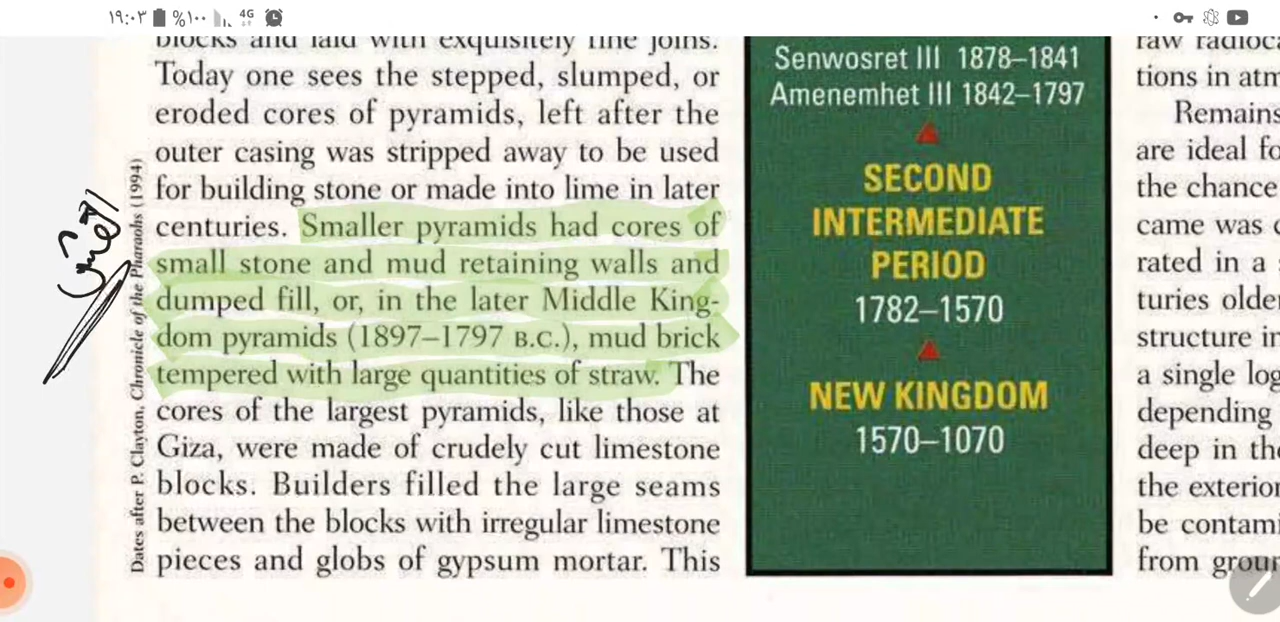 ۱۹:۰۳ %۱۰۰ 4G
blocks and laid with exquisitely fine joins.
Today one sees the stepped, slumped, or
eroded cores of pyramids, left after the
outer casing was stripped away to be used
for building stone or made into lime in later
centuries. Smaller pyramids had cores of
small stone and mud retaining walls and
dumped fill, or, in the later Middle King-
dom pyramids (1897–1797 B.C.), mud brick
tempered with large quantities of straw. The
cores of the largest pyramids, like those at
Giza, were made of crudely cut limestone
blocks. Builders filled the large seams
between the blocks with irregular limestone
pieces and globs of gypsum mortar. This
Dates after P. Clayton, Chronicle of the Pharaohs (1994)
Senwosret III 1878–1841
Amenemhet III 1842–1797
SECOND
INTERMEDIATE
PERIOD
1782–1570
NEW KINGDOM
1570–1070
raw radioca
tions in atm
Remains
are ideal fo
the chance
came was c
rated in a s
turies olde
structure in
a single log
depending
deep in the
the exterior
be contami
from groun